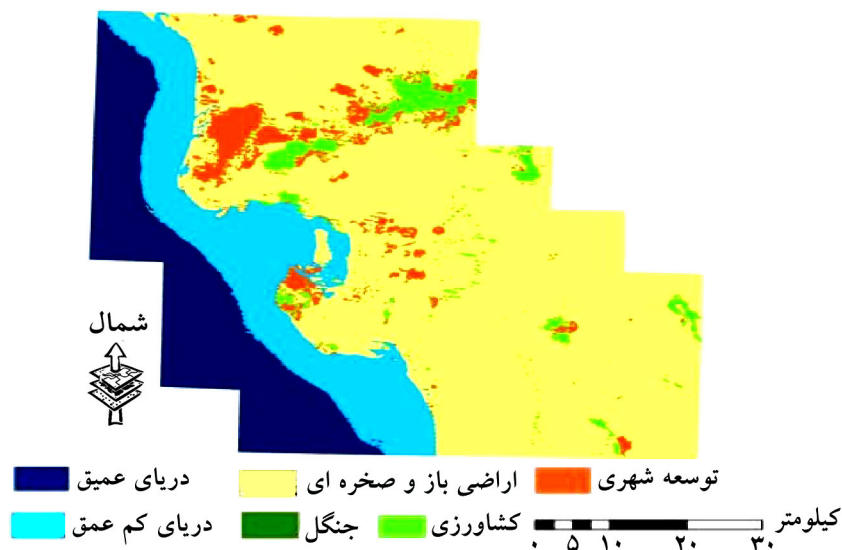 شمال
توسعه شهری
اراضی باز و صخره ای
دریای عمیق
کیلومتر
کشاورزی
جنگل
دریای کم عمق
۰ ۵ ۱۰ ۲۰ ۳۰